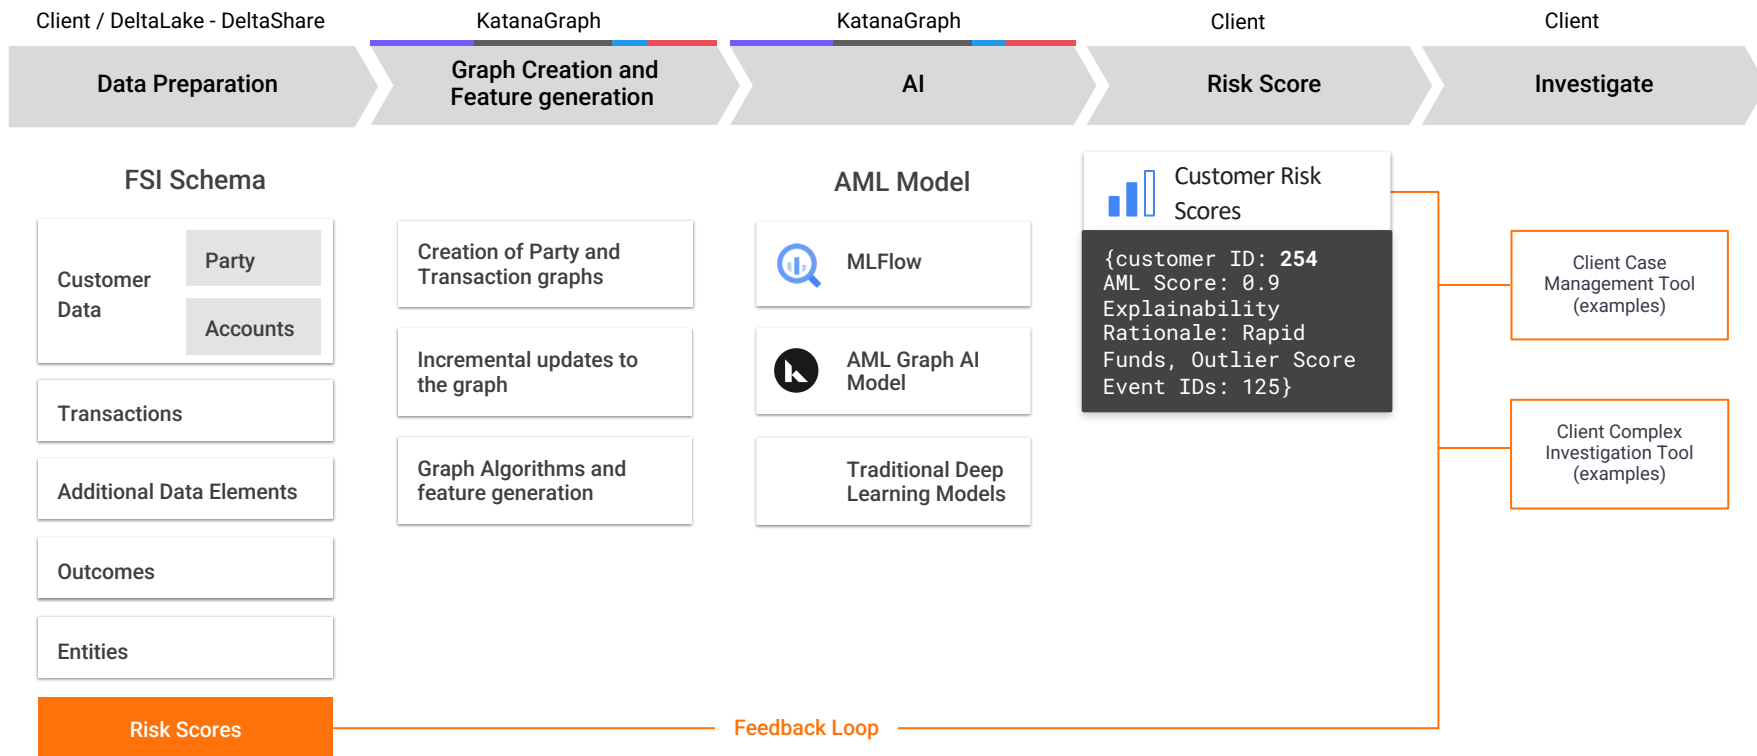 Client / DeltaLake - DeltaShare
KatanaGraph
KatanaGraph
Client
Client
Data Preparation
Graph Creation and
Feature generation
AI
Risk Score
Investigate
FSI Schema
Customer
Data
Party
Accounts
Transactions
Additional Data Elements
Outcomes
Entities
Risk Scores
Creation of Party and
Transaction graphs
Incremental updates to
the graph
Graph Algorithms and
feature generation
AML Model
MLFlow
AML Graph AI
Model
Traditional Deep
Learning Models
Customer Risk
Scores
{customer ID: 254
AML Score: 0.9
Explainability
Rationale: Rapid
Funds, Outlier Score
Event IDs: 125}
Client Case
Management Tool
(examples)
Client Complex
Investigation Tool
(examples)
Feedback Loop